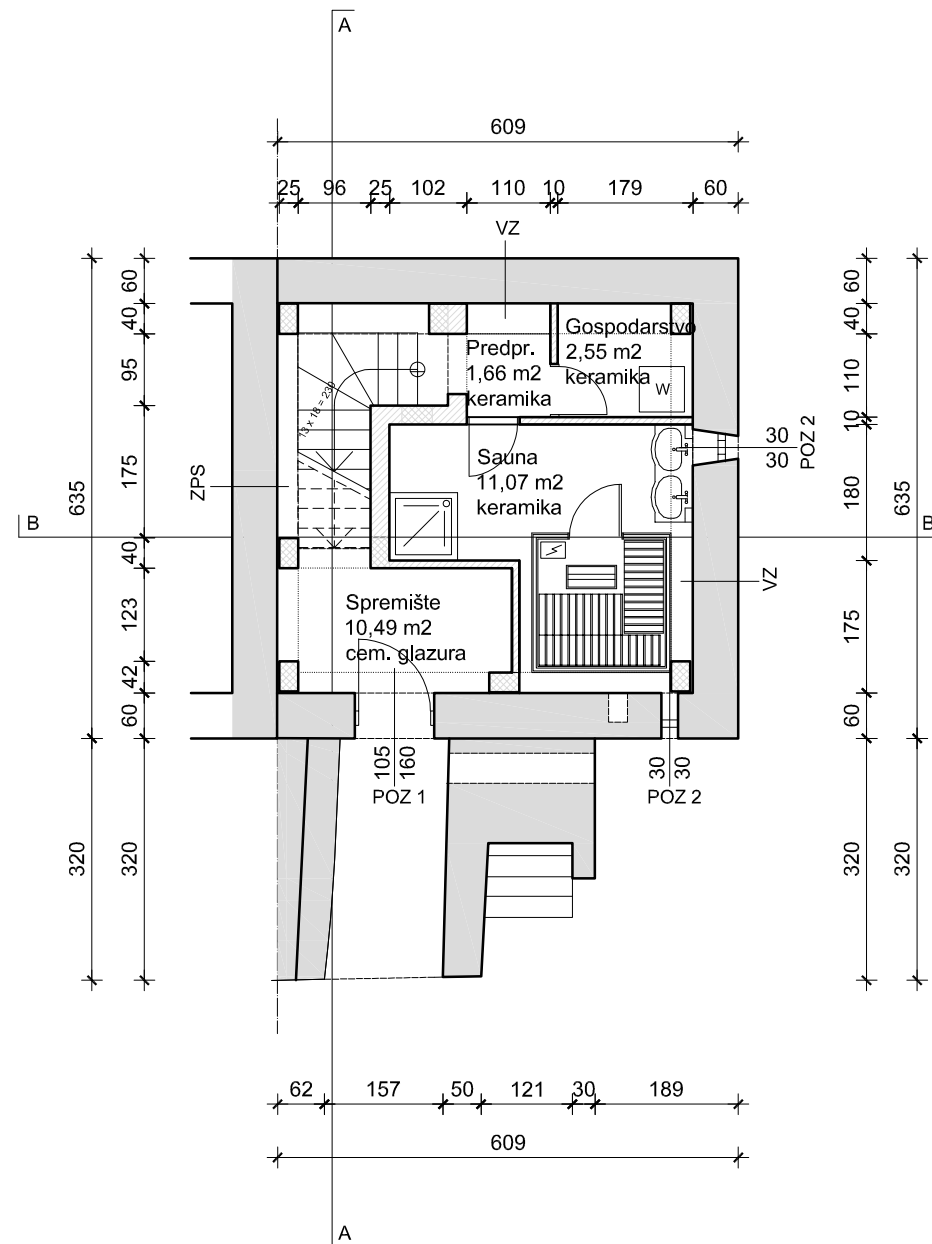 A
609
25 96 25 102 110 10 179 60
VZ
60
40
95
175
40
123
42
60
320
635
320
60
40
110
10
180
175
60
320
635
320
Gospodarstvo
2,55 m2
keramika
Predpr.
1,66 m2
keramika
W
13 x 18 = 230
30
30
POZ 2
Sauna
11,07 m2
keramika
ZPS
B
B
VZ
Spremište
10,49 m2
cem. glazura
105
160
POZ 1
30
30
POZ 2
62 157 50 121 30 189
609
A